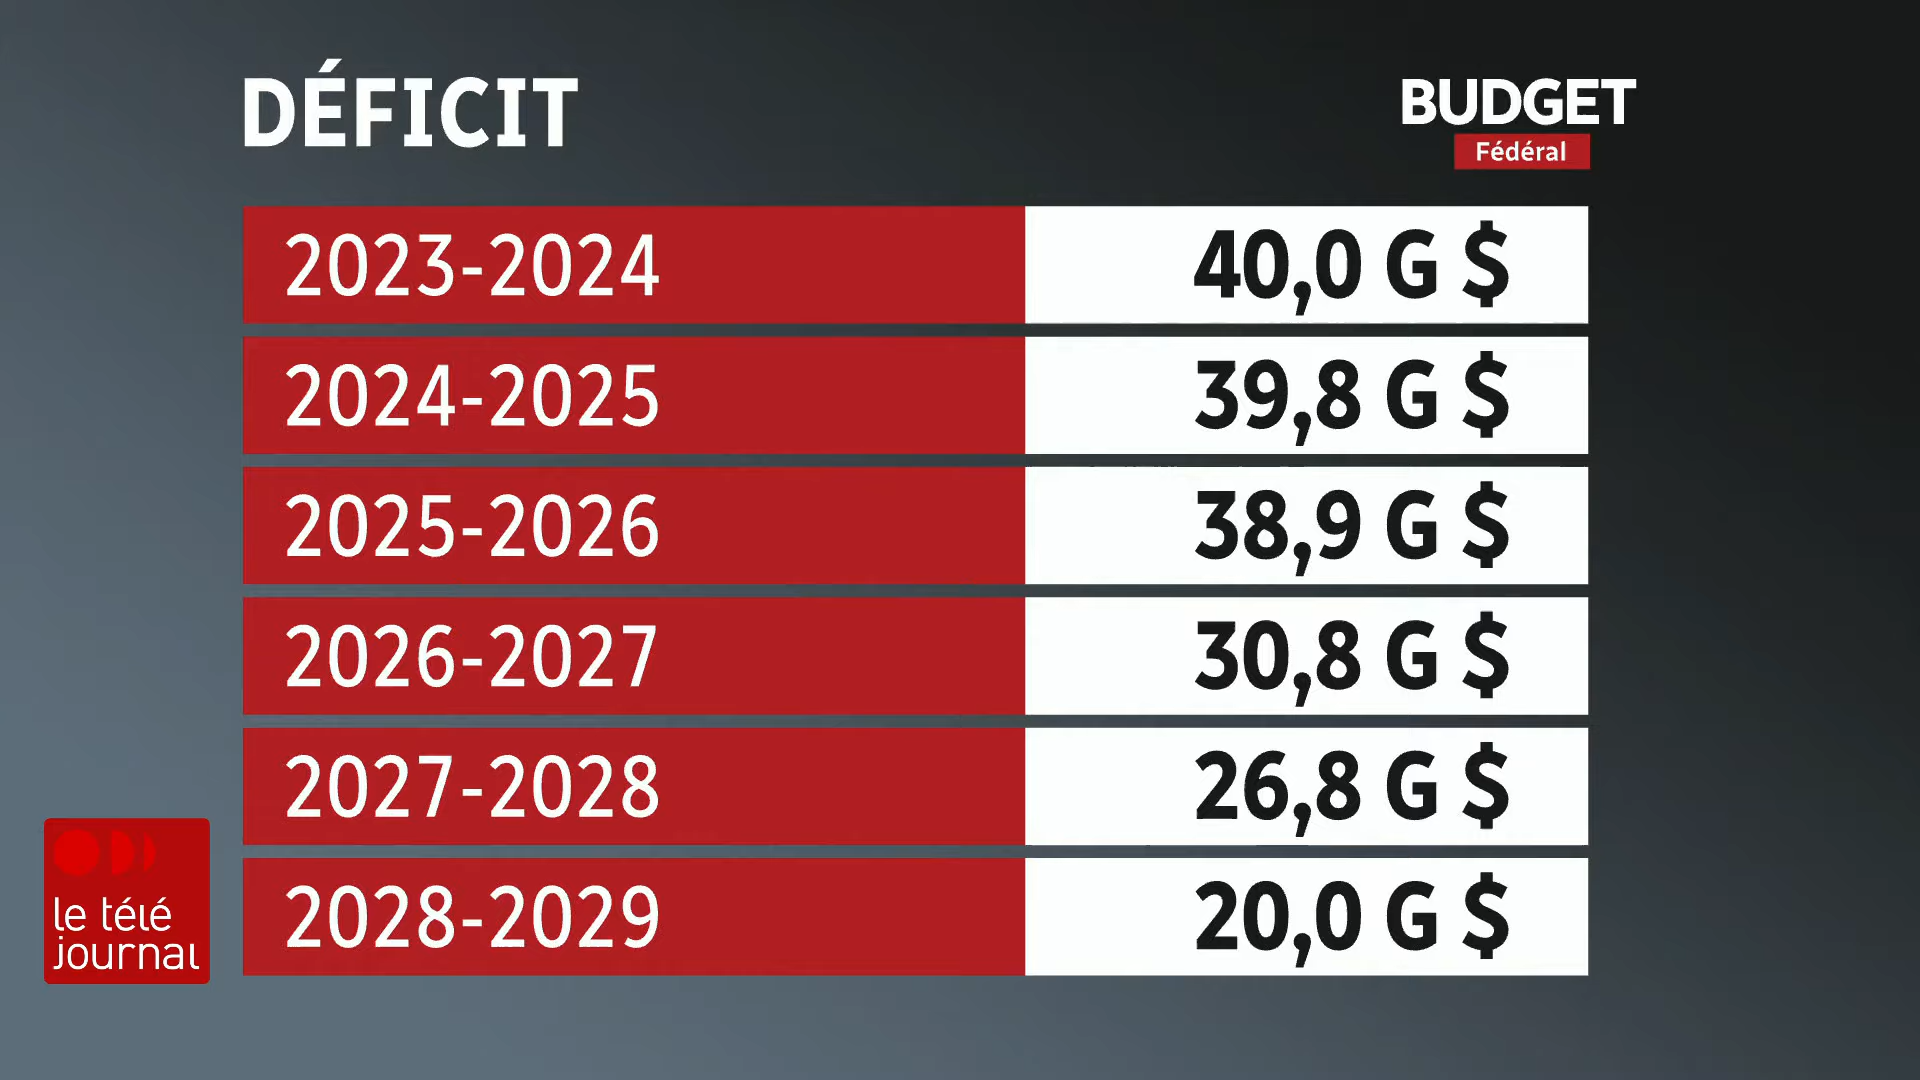 DÉFICIT
BUDGET
Fédéral
2023-2024 40,0 G $
2024-2025 39,8 G $
2025-2026 38,9 G $
2026-2027 30,8 G $
2027-2028 26,8 G $
2028-2029 20,0 G $
le télé
journal